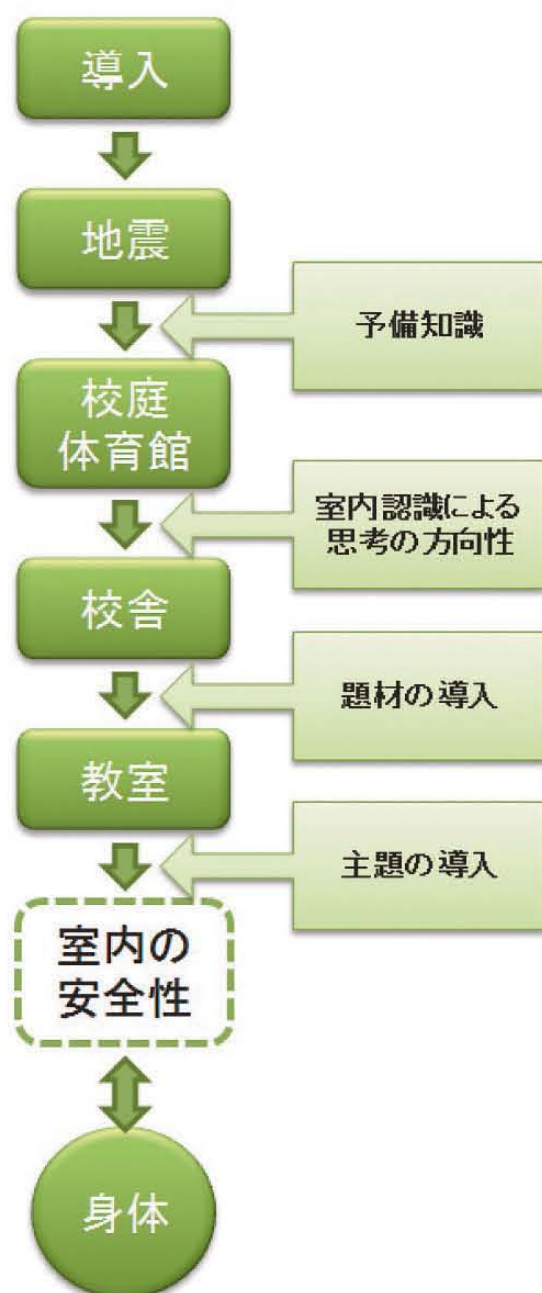 導入
地震
予備知識
校庭
体育館
室内認識による
思考の方向性
校舎
題材の導入
教室
主題の導入
室内の
安全性
身体